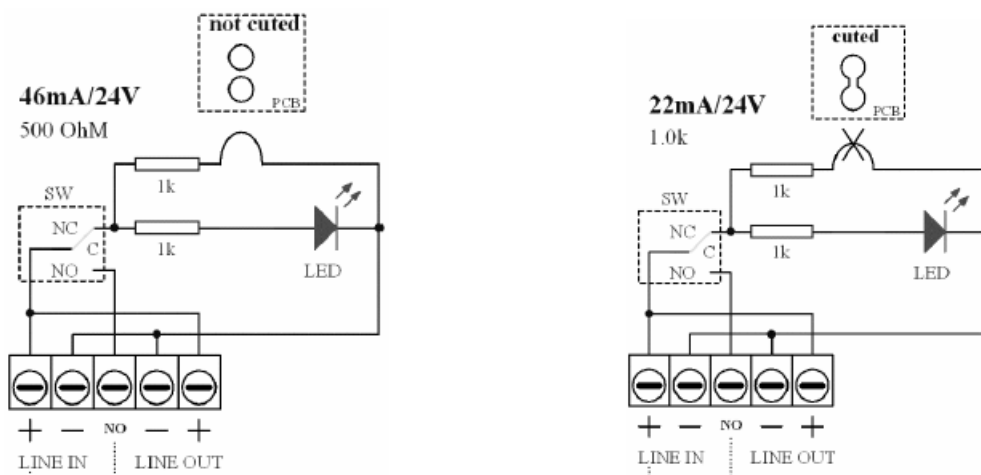 not cuted
PCB
46mA/24V
500 OhM
1k
SW
NC
C
1k
NO
LED
+ − NO − +
LINE IN LINE OUT
cuted
PCB
22mA/24V
1.0k
1k
SW
NC
C
1k
NO
LED
+ − NO − +
LINE IN LINE OUT